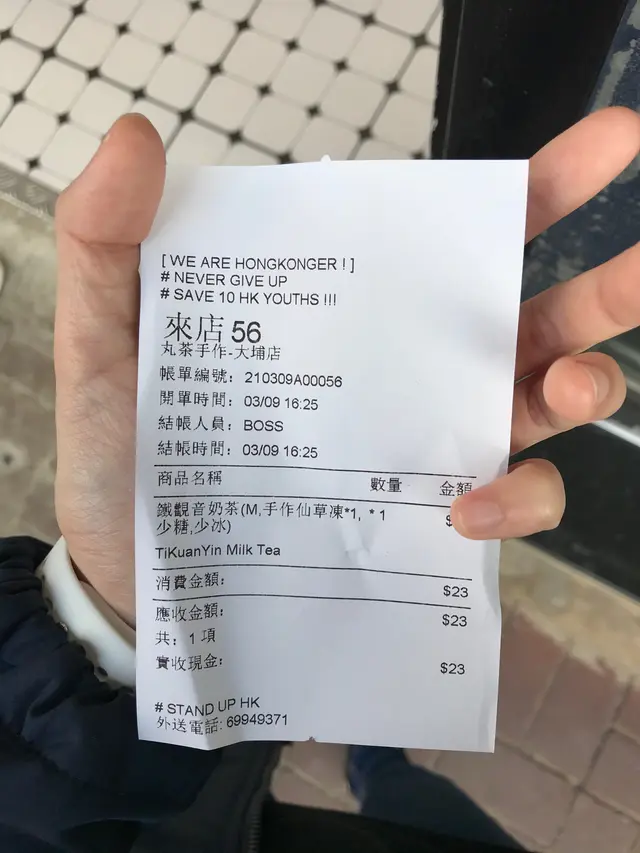 [ WE ARE HONGKONGER ! ]
# NEVER GIVE UP
# SAVE 10 HK YOUTHS !!!
來店 56
丸茶手作-大埔店
帳單編號: 210309A00056
開單時間: 03/09 16:25
結帳人員: BOSS
結帳時間: 03/09 16:25
商品名稱 數量 金額
鐵觀音奶茶(M,手作仙草凍*1, * 1 $
少糖,少冰)
TiKuanYin Milk Tea
消費金額: $23
應收金額: $23
共: 1 項
實收現金: $23
# STAND UP HK
外送電話: 69949371